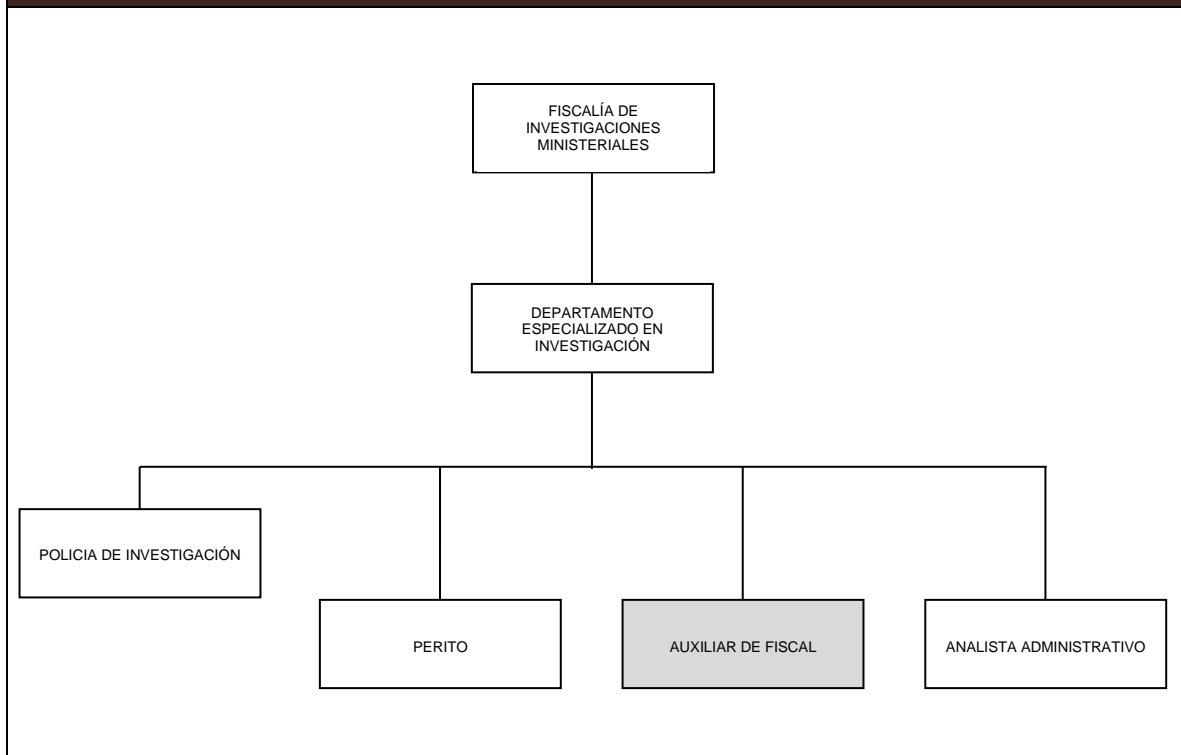 FISCALÍA DE
INVESTIGACIONES
MINISTERIALES
DEPARTAMENTO
ESPECIALIZADO EN
INVESTIGACIÓN
POLICIA DE INVESTIGACIÓN
PERITO
AUXILIAR DE FISCAL
ANALISTA ADMINISTRATIVO